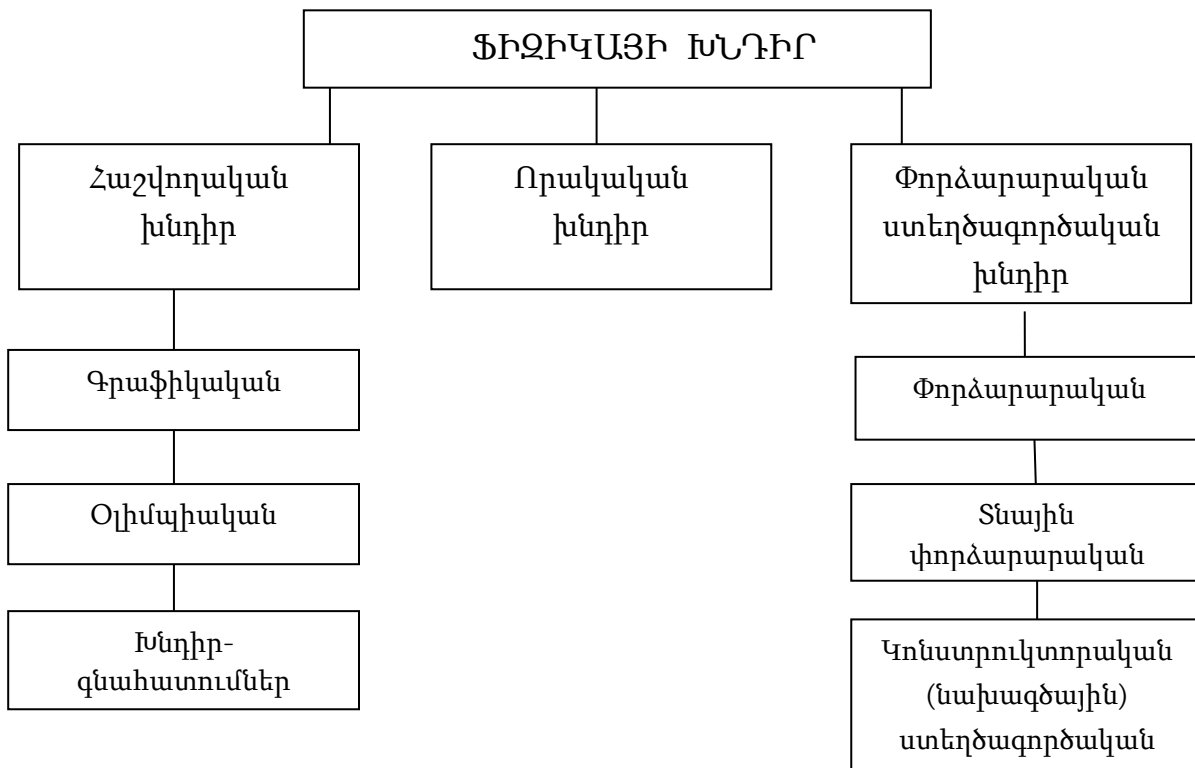 ՖԻԶԻԿԱՅԻ ԽՆԴԻՐ
Հաշվողական
խնդիր
Որակական
խնդիր
Փորձարարական
ստեղծագործական
խնդիր
Գրաֆիկական
Փորձարարական
Օլիմպիական
Տնային
փորձարարական
Խնդիր-
գնահատումներ
Կոնստրուկտորական
(նախագծային)
ստեղծագործական